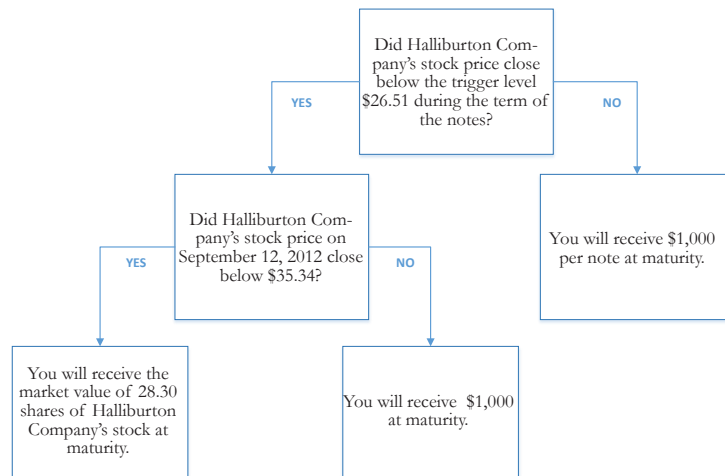 Did Halliburton Com-
pany's stock price close
below the trigger level
$26.51 during the term of
the notes?
YES
NO
Did Halliburton Com-
pany's stock price on
September 12, 2012 close
below $35.34?
You will receive $1,000
per note at maturity.
YES
NO
You will receive the
market value of 28.30
shares of Halliburton
Company's stock at
maturity.
You will receive $1,000
at maturity.